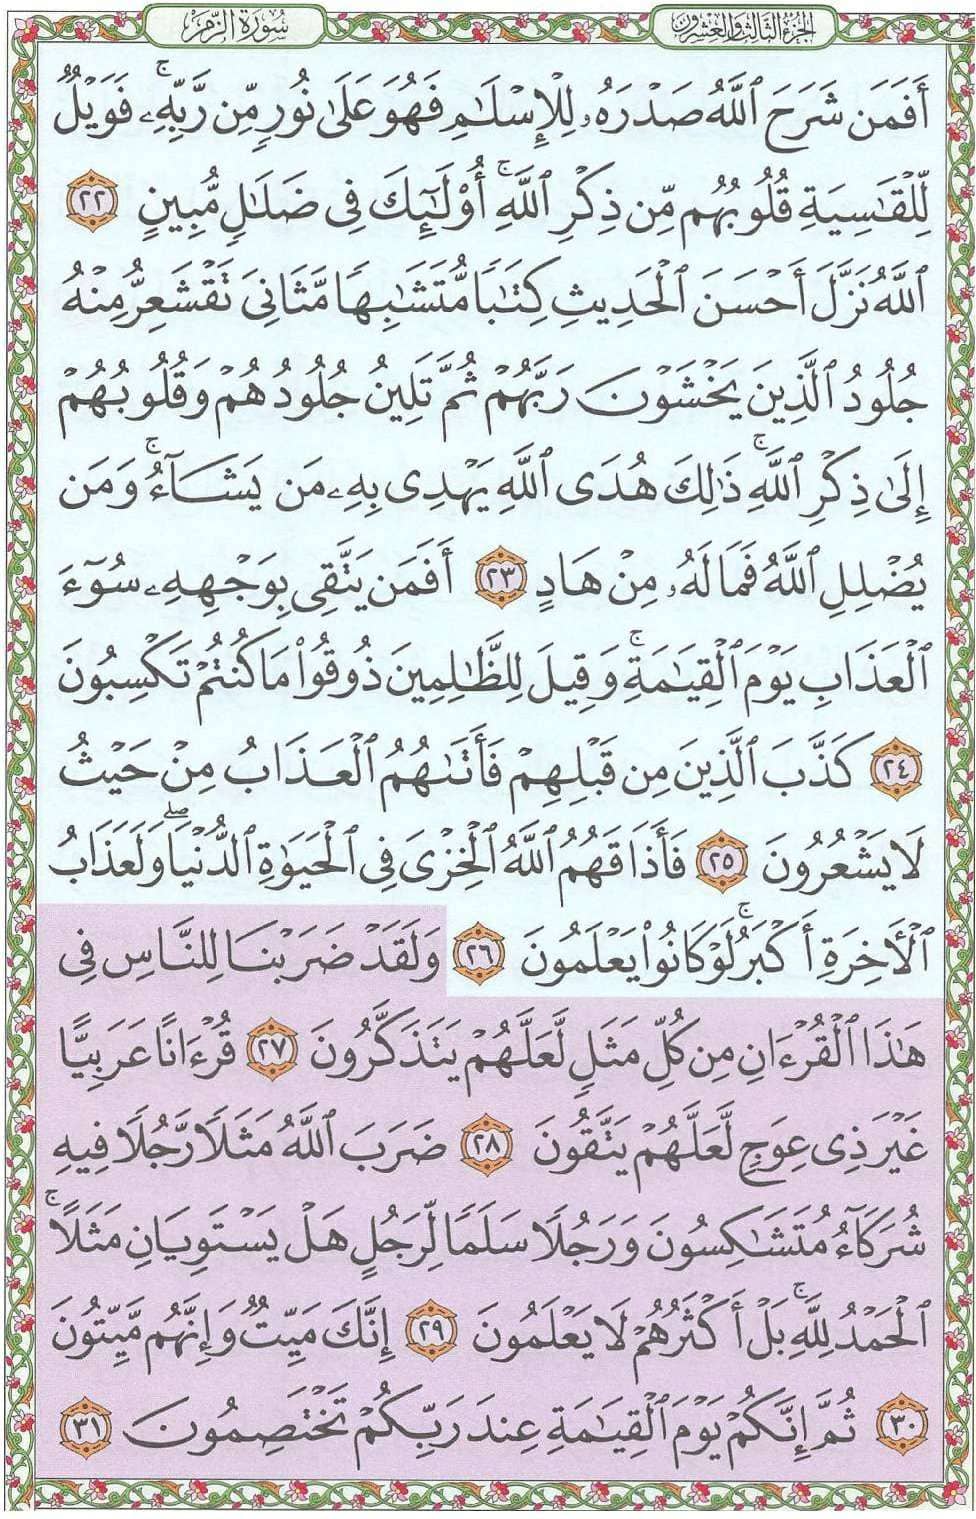 الجزء الثالث والعشرون
سورة الزمر
أَفَمَن شَرَحَ ٱللَّهُ صَدْرَهُۥ لِلْإِسْلَٰمِ فَهُوَ عَلَىٰ نُورٍ مِّن رَّبِّهِۦ ۚ فَوَيْلٌ
لِّلْقَٰسِيَةِ قُلُوبُهُم مِّن ذِكْرِ ٱللَّهِ ۚ أُو۟لَٰٓئِكَ فِى ضَلَٰلٍ مُّبِينٍ ٢٢
ٱللَّهُ نَزَّلَ أَحْسَنَ ٱلْحَدِيثِ كِتَٰبًا مُّتَشَٰبِهًا مَّثَانِىَ تَقْشَعِرُّ مِنْهُ
جُلُودُ ٱلَّذِينَ يَخْشَوْنَ رَبَّهُمْ ثُمَّ تَلِينُ جُلُودُهُمْ وَقُلُوبُهُمْ
إِلَىٰ ذِكْرِ ٱللَّهِ ۚ ذَٰلِكَ هُدَى ٱللَّهِ يَهْدِى بِهِۦ مَن يَشَآءُ ۚ وَمَن
يُضْلِلِ ٱللَّهُ فَمَا لَهُۥ مِنْ هَادٍ ٢٣ أَفَمَن يَتَّقِى بِوَجْهِهِۦ سُوٓءَ
ٱلْعَذَابِ يَوْمَ ٱلْقِيَٰمَةِ ۚ وَقِيلَ لِلظَّٰلِمِينَ ذُوقُوا۟ مَا كُنتُمْ تَكْسِبُونَ
٢٤ كَذَّبَ ٱلَّذِينَ مِن قَبْلِهِمْ فَأَتَىٰهُمُ ٱلْعَذَابُ مِنْ حَيْثُ
لَا يَشْعُرُونَ ٢٥ فَأَذَاقَهُمُ ٱللَّهُ ٱلْخِزْىَ فِى ٱلْحَيَوٰةِ ٱلدُّنْيَا ۖ وَلَعَذَابُ
ٱلْءَاخِرَةِ أَكْبَرُ ۚ لَوْ كَانُوا۟ يَعْلَمُونَ ٢٦ وَلَقَدْ ضَرَبْنَا لِلنَّاسِ فِى
هَٰذَا ٱلْقُرْءَانِ مِن كُلِّ مَثَلٍ لَّعَلَّهُمْ يَتَذَكَّرُونَ ٢٧ قُرْءَانًا عَرَبِيًّا
غَيْرَ ذِى عِوَجٍ لَّعَلَّهُمْ يَتَّقُونَ ٢٨ ضَرَبَ ٱللَّهُ مَثَلًا رَّجُلًا فِيهِ
شُرَكَآءُ مُتَشَٰكِسُونَ وَرَجُلًا سَلَمًا لِّرَجُلٍ هَلْ يَسْتَوِيَانِ مَثَلًا ۚ
ٱلْحَمْدُ لِلَّهِ ۚ بَلْ أَكْثَرُهُمْ لَا يَعْلَمُونَ ٢٩ إِنَّكَ مَيِّتٌ وَإِنَّهُم مَّيِّتُونَ
٣٠ ثُمَّ إِنَّكُمْ يَوْمَ ٱلْقِيَٰمَةِ عِندَ رَبِّكُمْ تَخْتَصِمُونَ ٣١